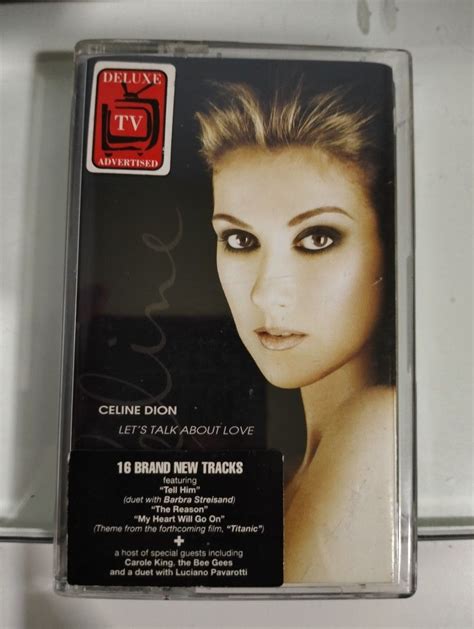 DELUXE
TV
ADVERTISED
celine
CELINE DION
LET'S TALK ABOUT LOVE
16 BRAND NEW TRACKS
featuring
"Tell Him"
(duet with Barbra Streisand)
"The Reason"
"My Heart Will Go On"
(Theme from the forthcoming film, "Titanic")
+
a host of special guests including
Carole King, the Bee Gees
and a duet with Luciano Pavarotti